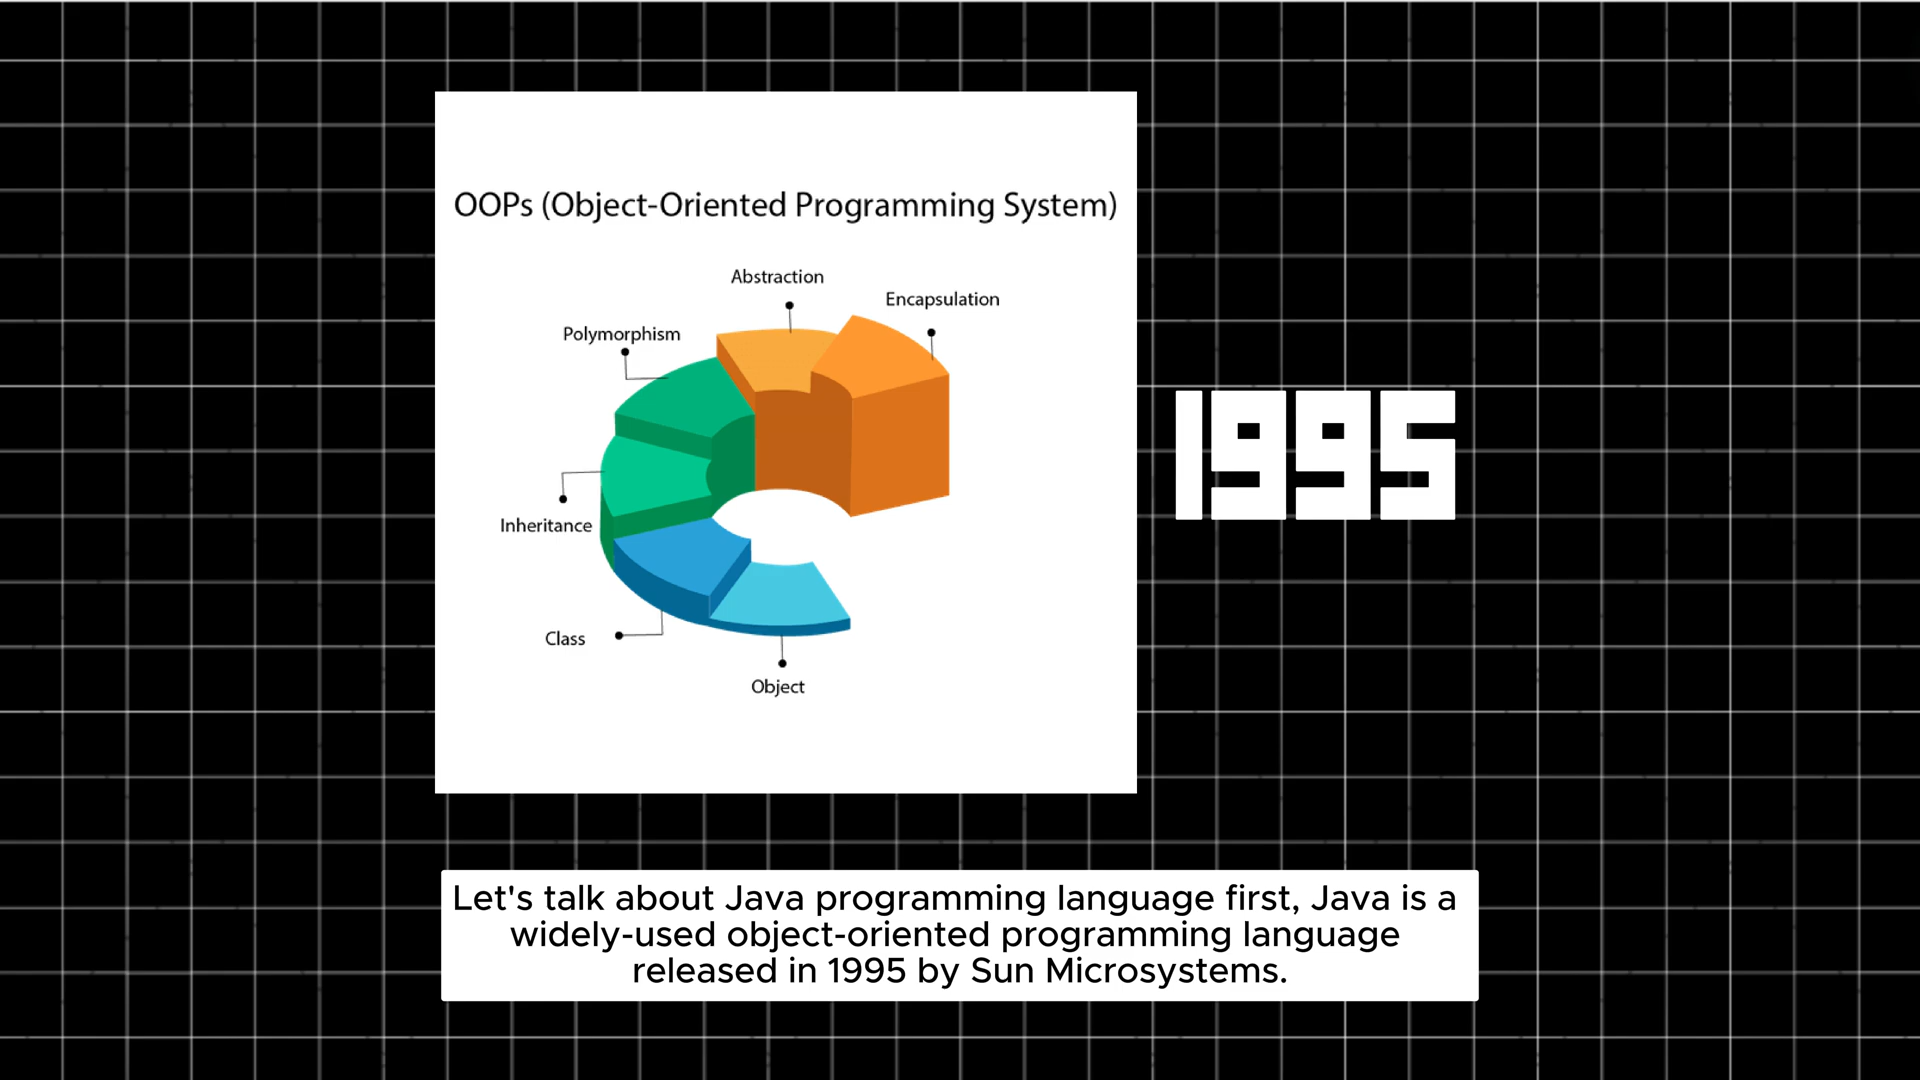 OOPs (Object-Oriented Programming System)
Abstraction
Encapsulation
Polymorphism
Inheritance
Class
Object
1995
Let's talk about Java programming language first, Java is a
widely-used object-oriented programming language
released in 1995 by Sun Microsystems.